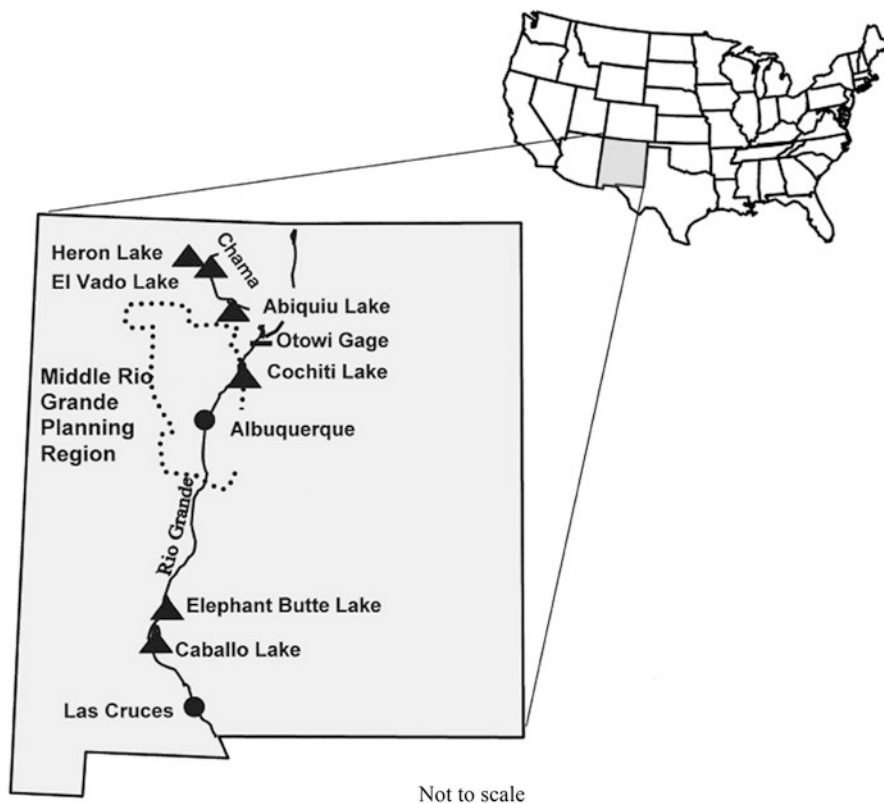 Heron Lake
Chama
El Vado Lake
Abiquiu Lake
Otowi Gage
Cochiti Lake
Middle Rio
Grande
Planning
Region
Albuquerque
Rio Grande
Elephant Butte Lake
Caballo Lake
Las Cruces
Not to scale